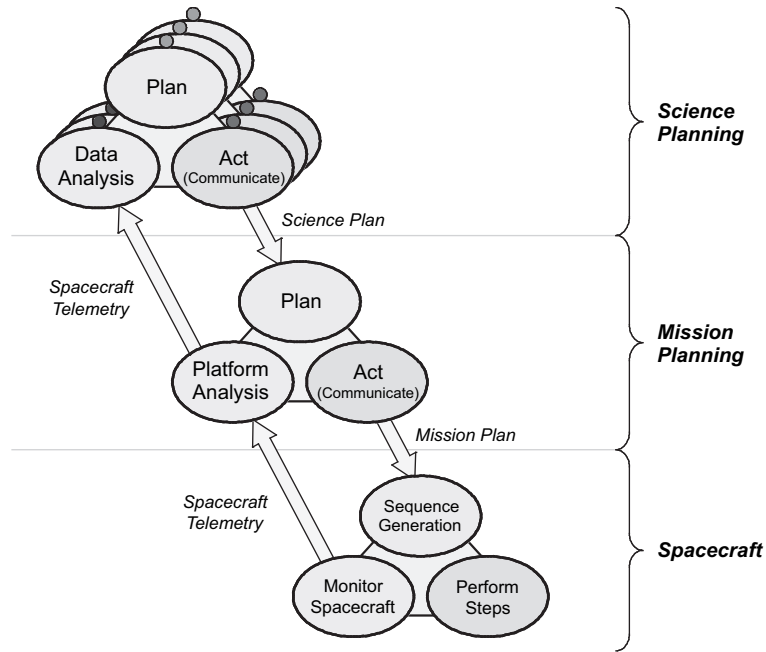 Plan
Data
Analysis
Act
(Communicate)
Science
Planning
Science Plan
Spacecraft
Telemetry
Plan
Platform
Analysis
Act
(Communicate)
Mission
Planning
Mission Plan
Spacecraft
Telemetry
Sequence
Generation
Monitor
Spacecraft
Perform
Steps
Spacecraft